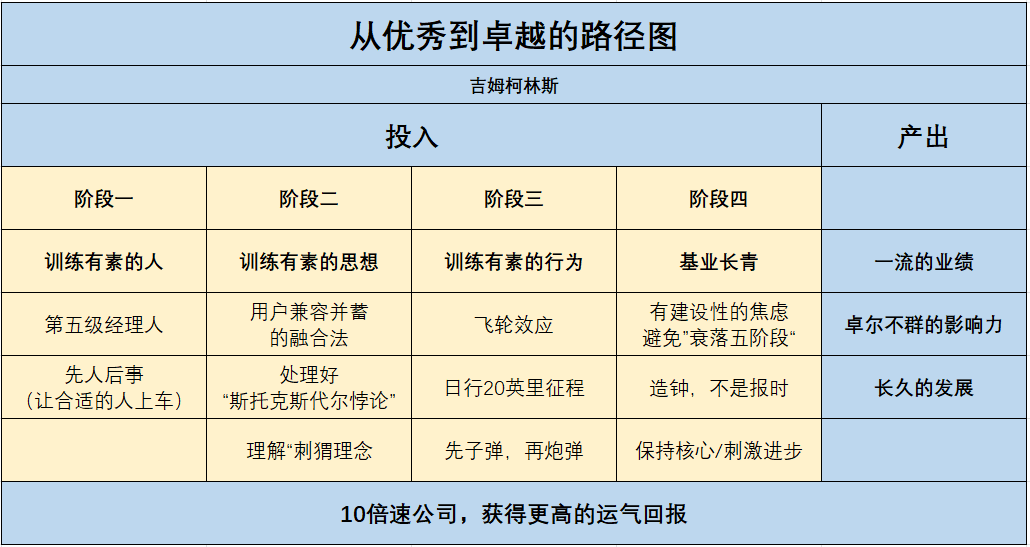 从优秀到卓越的路径图
吉姆柯林斯
投入
产出
阶段一
阶段二
阶段三
阶段四
训练有素的人
训练有素的思想
训练有素的行为
基业长青
一流的业绩
第五级经理人
用户兼容并蓄
的融合法
飞轮效应
有建设性的焦虑
避免”衰落五阶段“
卓尔不群的影响力
先人后事
（让合适的人上车）
处理好
“斯托克斯代尔悖论”
日行20英里征程
造钟，不是报时
长久的发展
理解“刺猬理念
先子弹，再炮弹
保持核心/刺激进步
10倍速公司，获得更高的运气回报